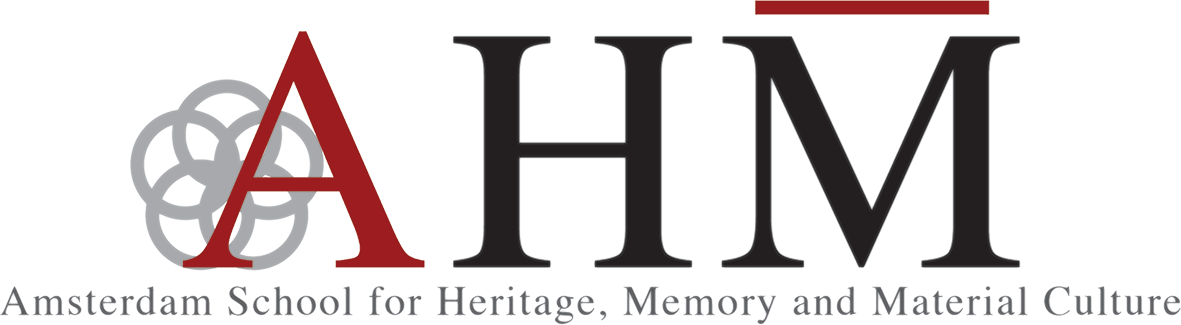 AHM
Amsterdam School for Heritage, Memory and Material Culture